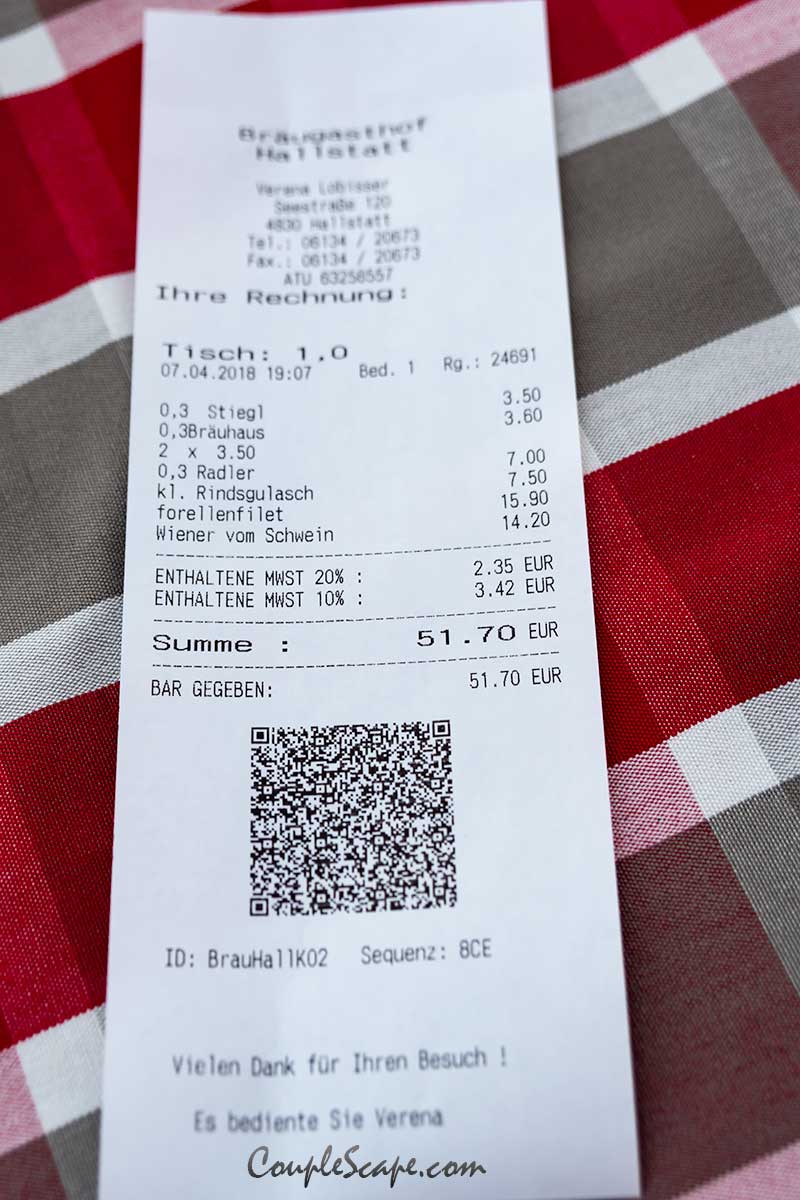 Bräugasthof
Hallstatt
Verena Lobisser
Seestraße 120
4830 Hallstatt
Tel.: 06134 / 20673
Fax.: 06134 / 20673
ATU 63258557
Ihre Rechnung:
Tisch: 1,0
07.04.2018 19:07 Bed. 1 Rg.: 24691
0,3 Stiegl 3.50
0,3Bräuhaus 3.60
2 x 3.50
0,3 Radler 7.00
kl. Rindsgulasch 7.50
forellenfilet 15.90
Wiener vom Schwein 14.20
ENTHALTENE MWST 20% : 2.35 EUR
ENTHALTENE MWST 10% : 3.42 EUR
Summe : 51.70 EUR
BAR GEGEBEN: 51.70 EUR
ID: BrauHallK02 Sequenz: 8CE
Vielen Dank für Ihren Besuch !
Es bediente Sie Verena
CoupleScape.com